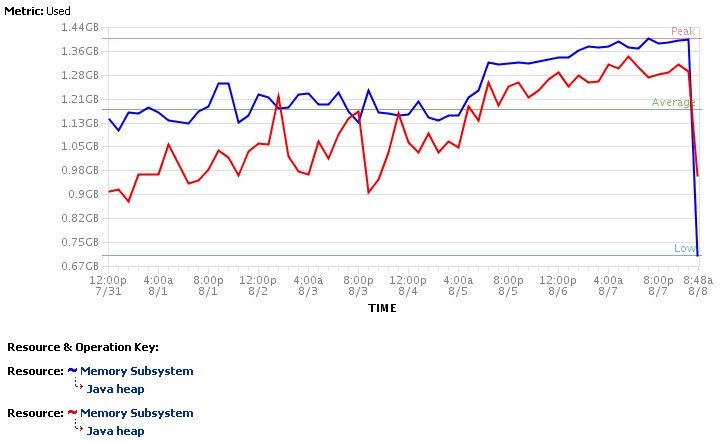 Metric: Used
1.44GB
Peak
1.36GB
1.28GB
1.21GB
Average
1.13GB
1.05GB
0.98GB
0.9GB
0.82GB
0.75GB
Low
0.67GB
12:00p 4:00a 8:00p 12:00p 4:00a 8:00p 12:00p 4:00a 8:00p 12:00p 4:00a 8:00p 8:48a
7/31 8/1 8/1 8/2 8/3 8/3 8/4 8/5 8/5 8/6 8/7 8/7 8/8
TIME
Resource & Operation Key:
Resource: Memory Subsystem
Java heap
Resource: Memory Subsystem
Java heap